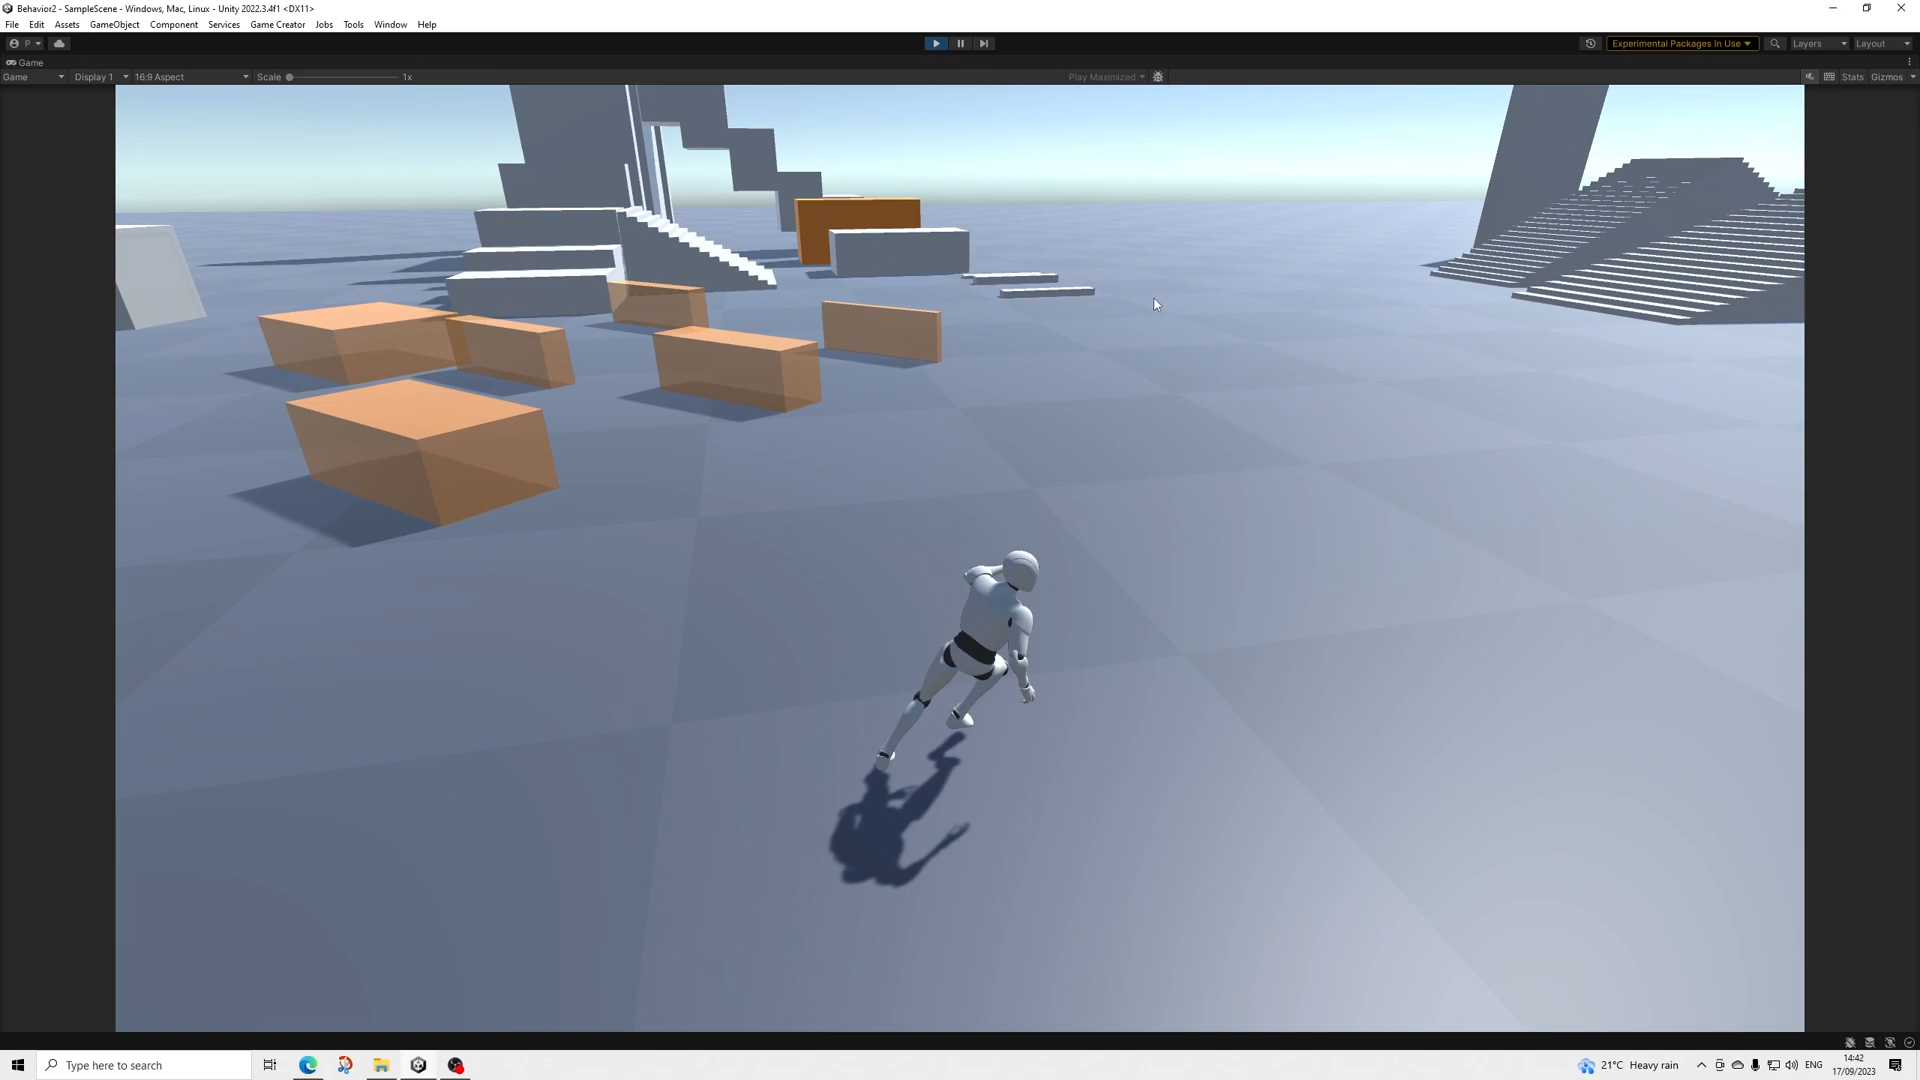 Behavior2 - SampleScene - Windows, Mac, Linux - Unity 2022.3.4f1 <DX11>
File Edit Assets GameObject Component Services Game Creator Jobs Tools Window Help
P Experimental Packages In Use Layers Layout
Game
Game Display 1 16:9 Aspect Scale 1x Play Maximized Stats Gizmos
Type here to search 21°C Heavy rain ENG 14:42
17/09/2023